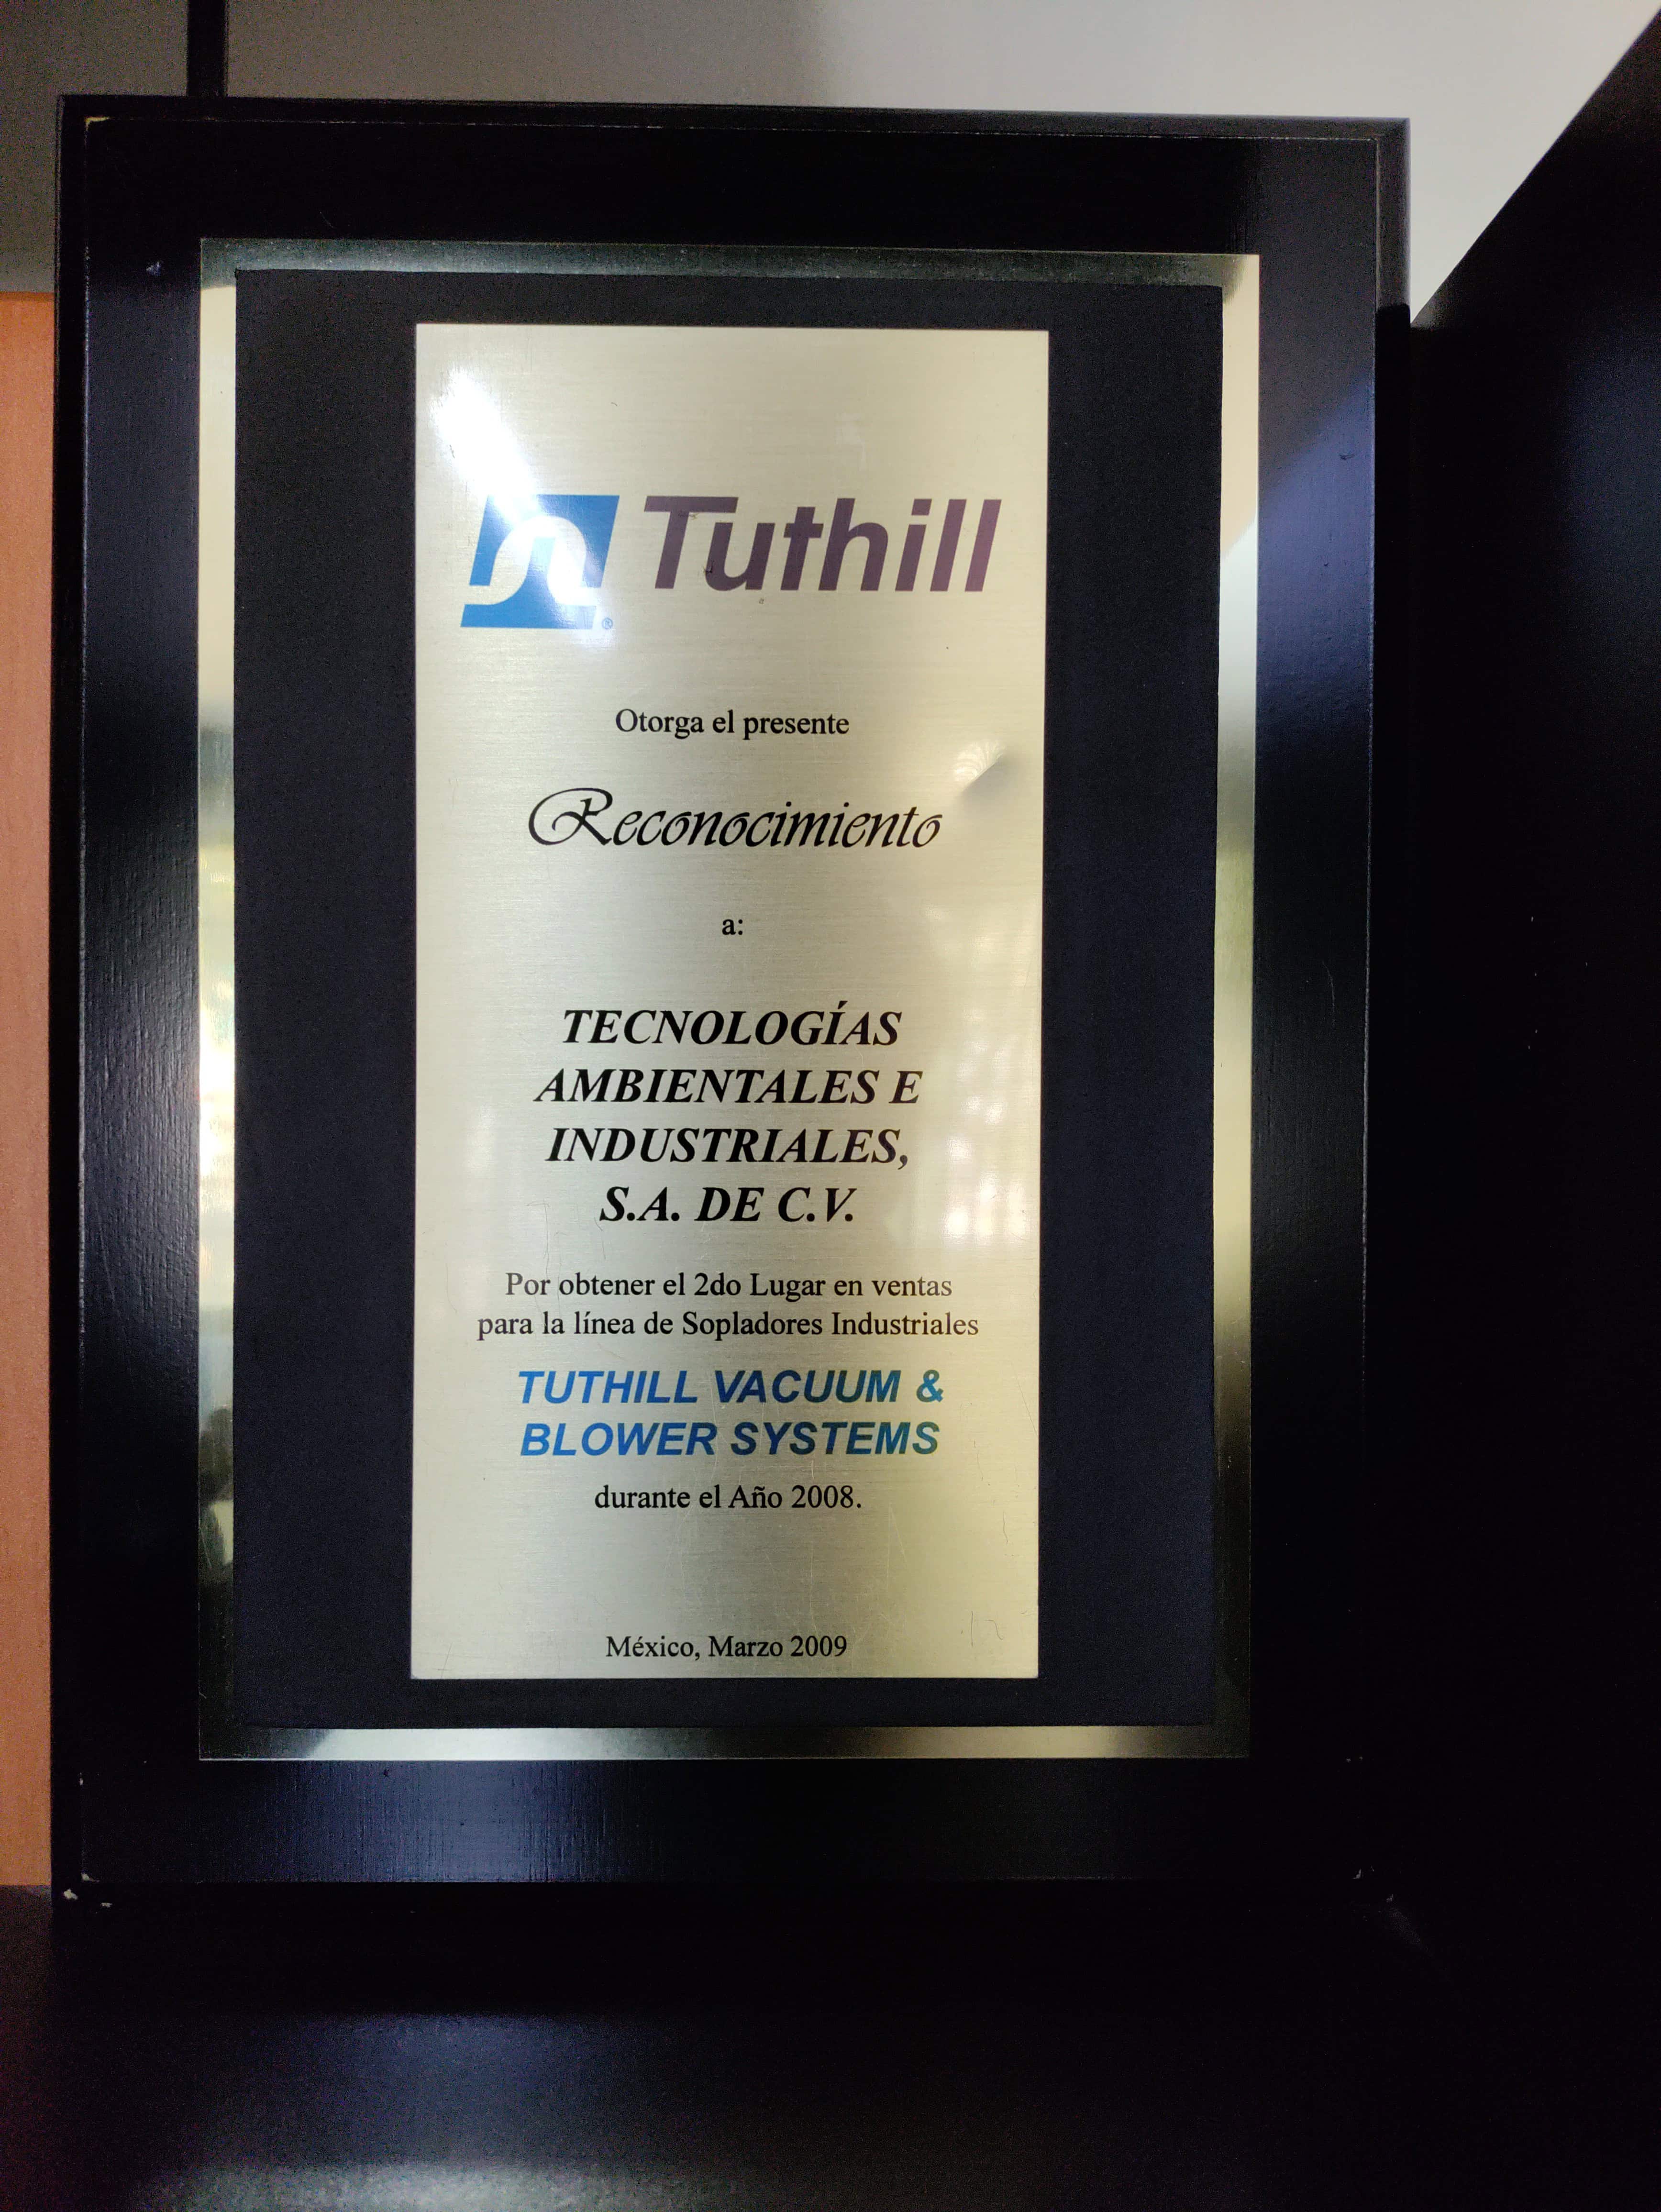 Tuthill
®
Otorga el presente
Reconocimiento
a:
TECNOLOGÍAS
AMBIENTALES E
INDUSTRIALES,
S.A. DE C.V.
Por obtener el 2do Lugar en ventas
para la línea de Sopladores Industriales
TUTHILL VACUUM &
BLOWER SYSTEMS
durante el Año 2008.
México, Marzo 2009